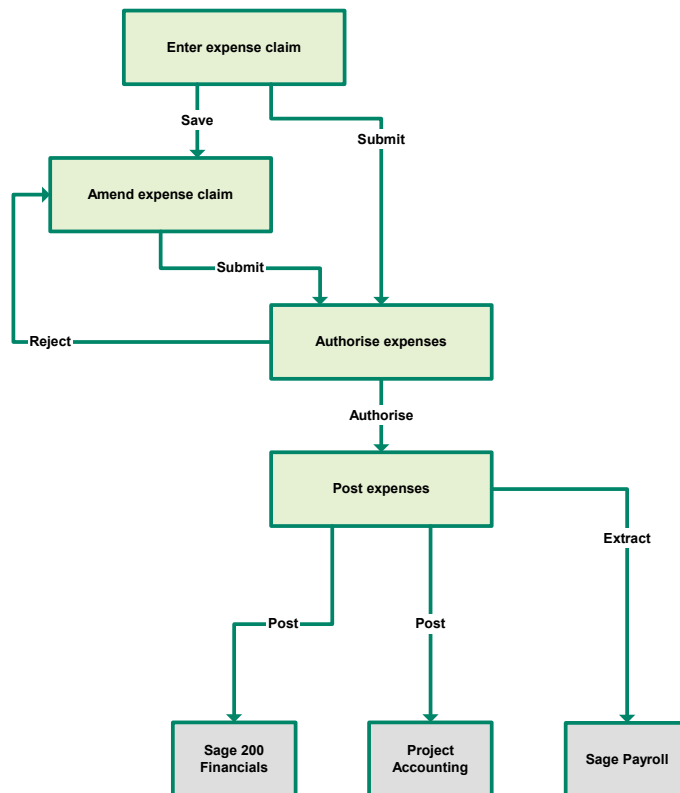 Enter expense claim
Save
Submit
Amend expense claim
Submit
Reject
Authorise expenses
Authorise
Post expenses
Extract
Post
Post
Sage 200
Financials
Project
Accounting
Sage Payroll